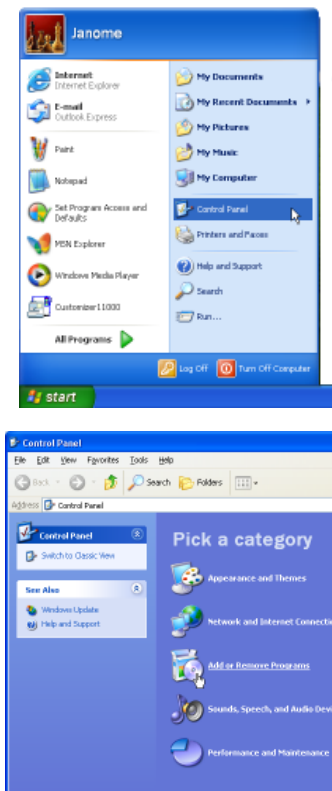 Janome
Internet
Internet Explorer
E-mail
Outlook Express
Paint
Notepad
Set Program Access and
Defaults
MSN Explorer
Windows Media Player
Customizer11000
All Programs
My Documents
My Recent Documents
My Pictures
My Music
My Computer
Control Panel
Printers and Faxes
Help and Support
Search
Run...
Log Off
Turn Off Computer
start
Control Panel
File Edit View Favorites Tools Help
Back Search Folders
Address Control Panel
Control Panel
Switch to Classic View
See Also
Windows Update
Help and Support
Pick a category
Appearance and Themes
Network and Internet Connecti
Add or Remove Programs
Sounds, Speech, and Audio Devi
Performance and Maintenance